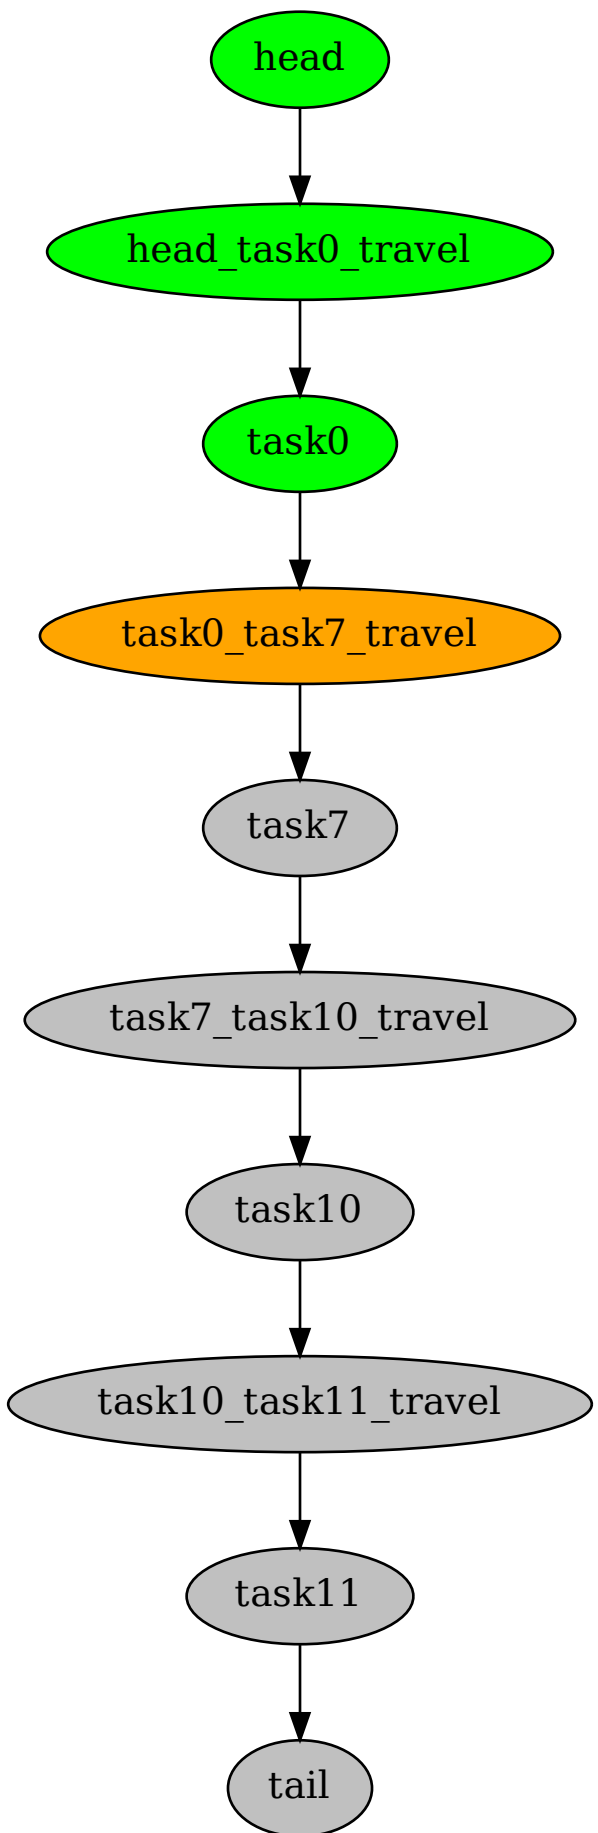 head
head_task0_travel
task0
task0_task7_travel
task7
task7_task10_travel
task10
task10_task11_travel
task11
tail